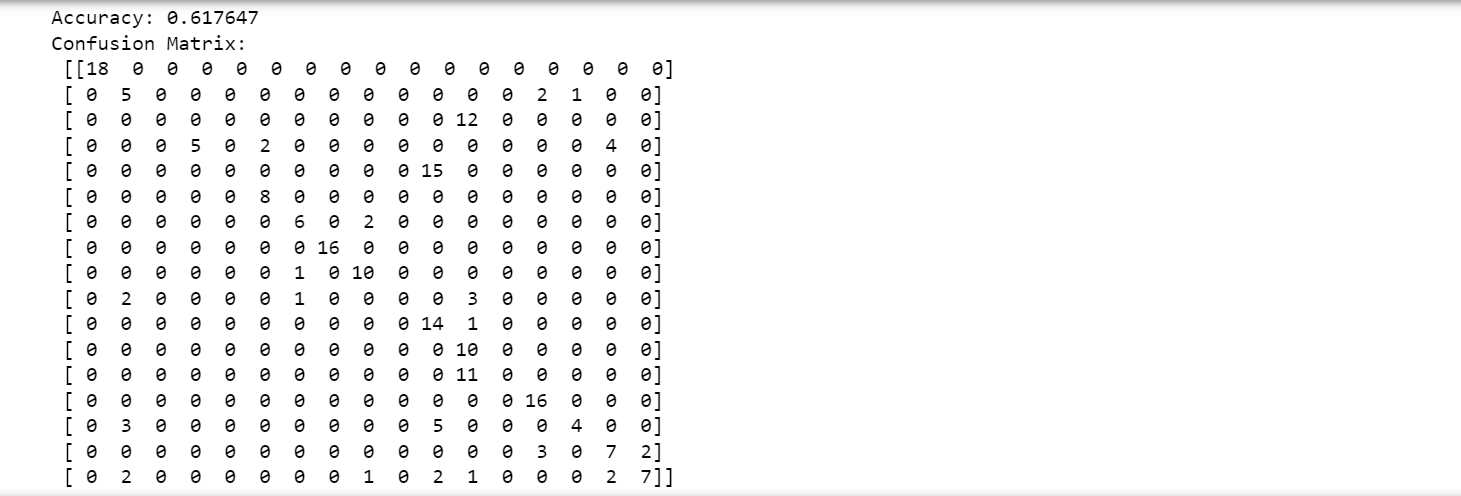 Accuracy: 0.617647
Confusion Matrix:
[[18  0  0  0  0  0  0  0  0  0  0  0  0  0  0  0  0]
[ 0  5  0  0  0  0  0  0  0  0  0  0  0  2  1  0  0]
[ 0  0  0  0  0  0  0  0  0  0  0 12  0  0  0  0  0]
[ 0  0  0  5  0  2  0  0  0  0  0  0  0  0  0  4  0]
[ 0  0  0  0  0  0  0  0  0  0 15  0  0  0  0  0  0]
[ 0  0  0  0  0  8  0  0  0  0  0  0  0  0  0  0  0]
[ 0  0  0  0  0  0  6  0  2  0  0  0  0  0  0  0  0]
[ 0  0  0  0  0  0  0 16  0  0  0  0  0  0  0  0  0]
[ 0  0  0  0  0  0  1  0 10  0  0  0  0  0  0  0  0]
[ 0  2  0  0  0  0  1  0  0  0  0  3  0  0  0  0  0]
[ 0  0  0  0  0  0  0  0  0  0 14  1  0  0  0  0  0]
[ 0  0  0  0  0  0  0  0  0  0  0 10  0  0  0  0  0]
[ 0  0  0  0  0  0  0  0  0  0  0 11  0  0  0  0  0]
[ 0  0  0  0  0  0  0  0  0  0  0  0  0 16  0  0  0]
[ 0  3  0  0  0  0  0  0  0  0  5  0  0  0  4  0  0]
[ 0  0  0  0  0  0  0  0  0  0  0  0  0  3  0  7  2]
[ 0  2  0  0  0  0  0  0  1  0  2  1  0  0  0  2  7]]